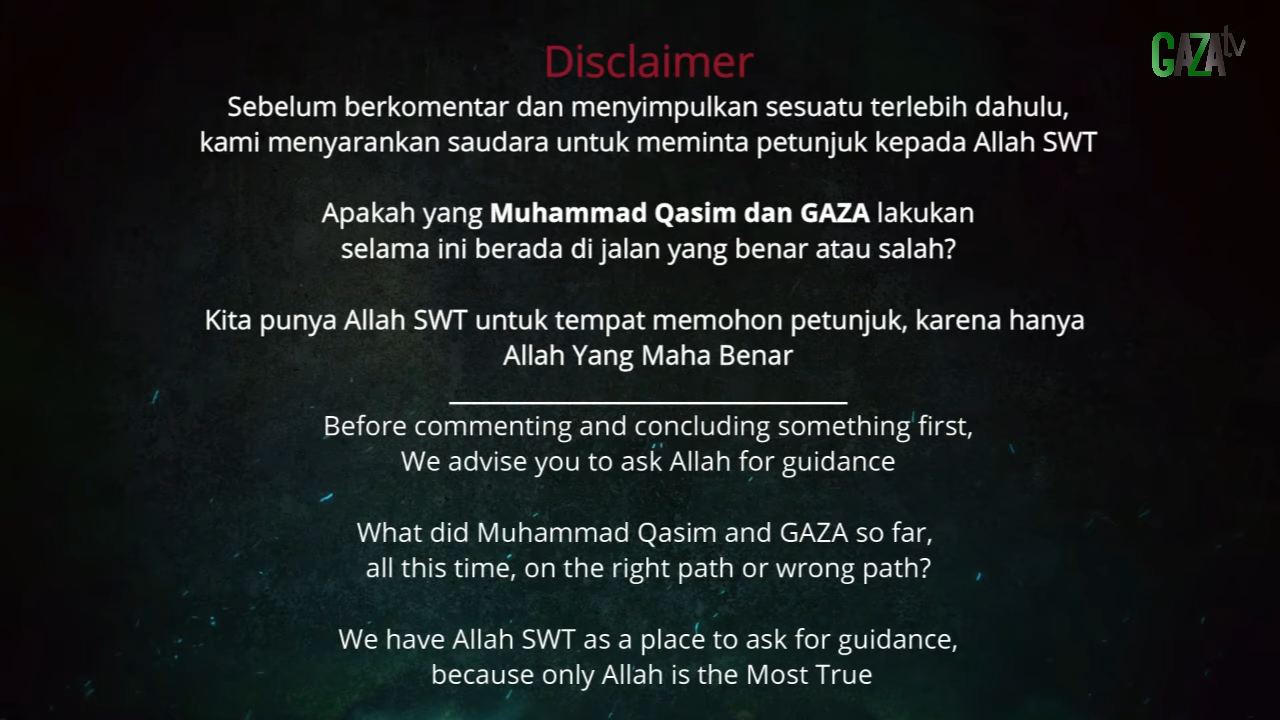 GAZAtv
Disclaimer
Sebelum berkomentar dan menyimpulkan sesuatu terlebih dahulu,
kami menyarankan saudara untuk meminta petunjuk kepada Allah SWT
Apakah yang Muhammad Qasim dan GAZA lakukan
selama ini berada di jalan yang benar atau salah?
Kita punya Allah SWT untuk tempat memohon petunjuk, karena hanya
Allah Yang Maha Benar
Before commenting and concluding something first,
We advise you to ask Allah for guidance
What did Muhammad Qasim and GAZA so far,
all this time, on the right path or wrong path?
We have Allah SWT as a place to ask for guidance,
because only Allah is the Most True